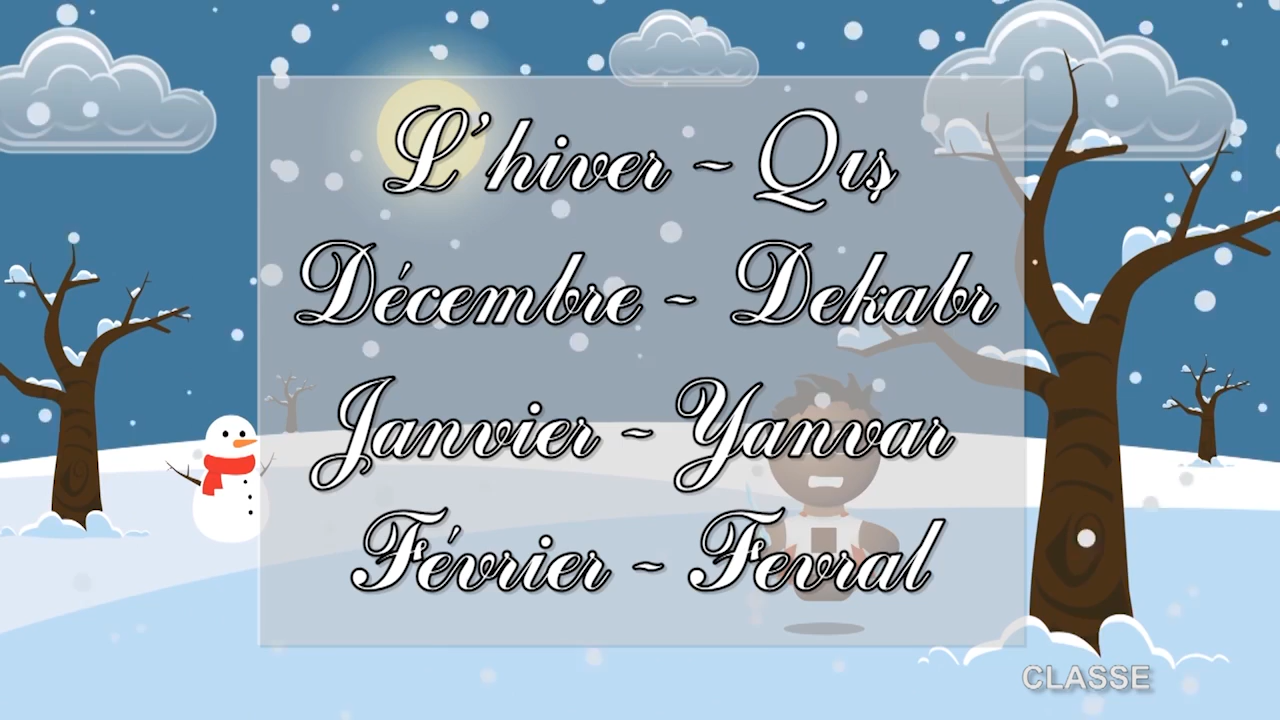 L'hiver ~ Qış
Décembre ~ Dekabr
Janvier ~ Yanvar
Février ~ Fevral
CLASSE